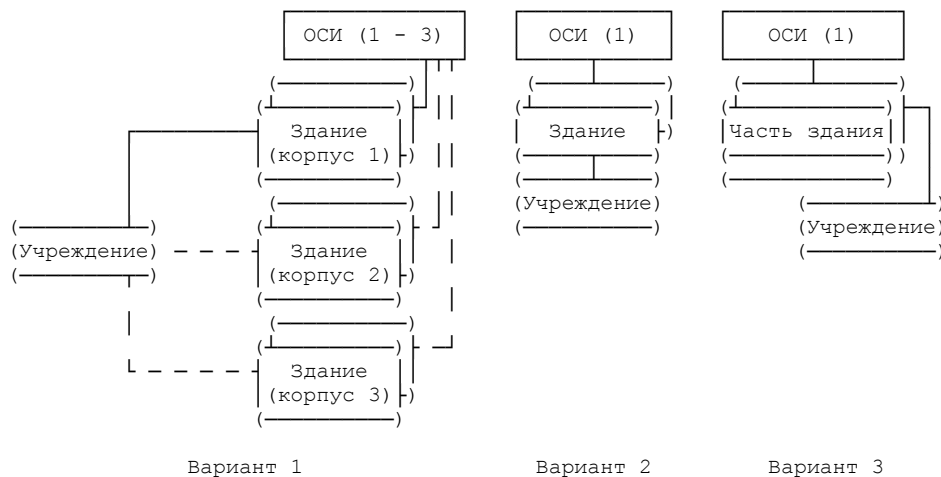 ОСИ (1 - 3) ОСИ (1) ОСИ (1)
Здание Здание Часть здания
(корпус 1)
(Учреждение)
(Учреждение) (Учреждение)
Здание
(корпус 2)
Здание
(корпус 3)
Вариант 1 Вариант 2 Вариант 3